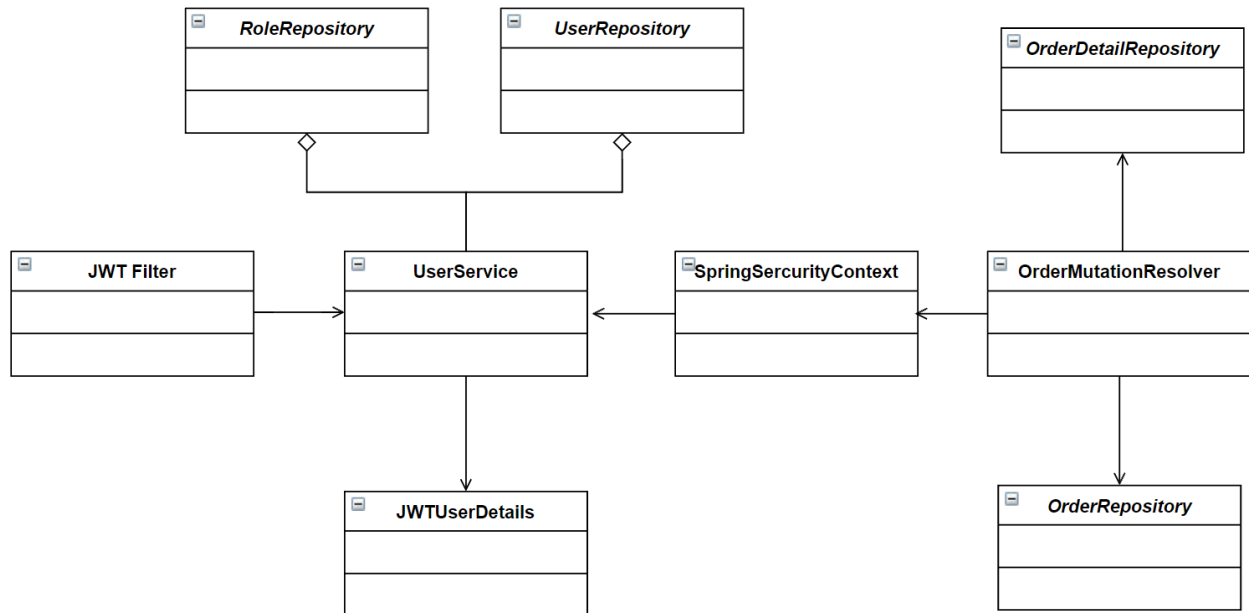 RoleRepository
UserRepository
OrderDetailRepository
JWT Filter
UserService
SpringSercurityContext
OrderMutationResolver
JWTUserDetails
OrderRepository